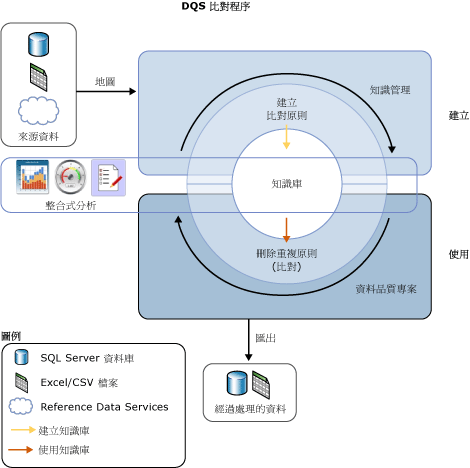 DQS 比對程序
來源資料
地圖
知識管理
建立
比對原則
建立
知識庫
整合式分析
使用
刪除重複原則
(比對)
資料品質專案
匯出
經過處理的資料
圖例
SQL Server 資料庫
Excel/CSV 檔案
Reference Data Services
建立知識庫
使用知識庫